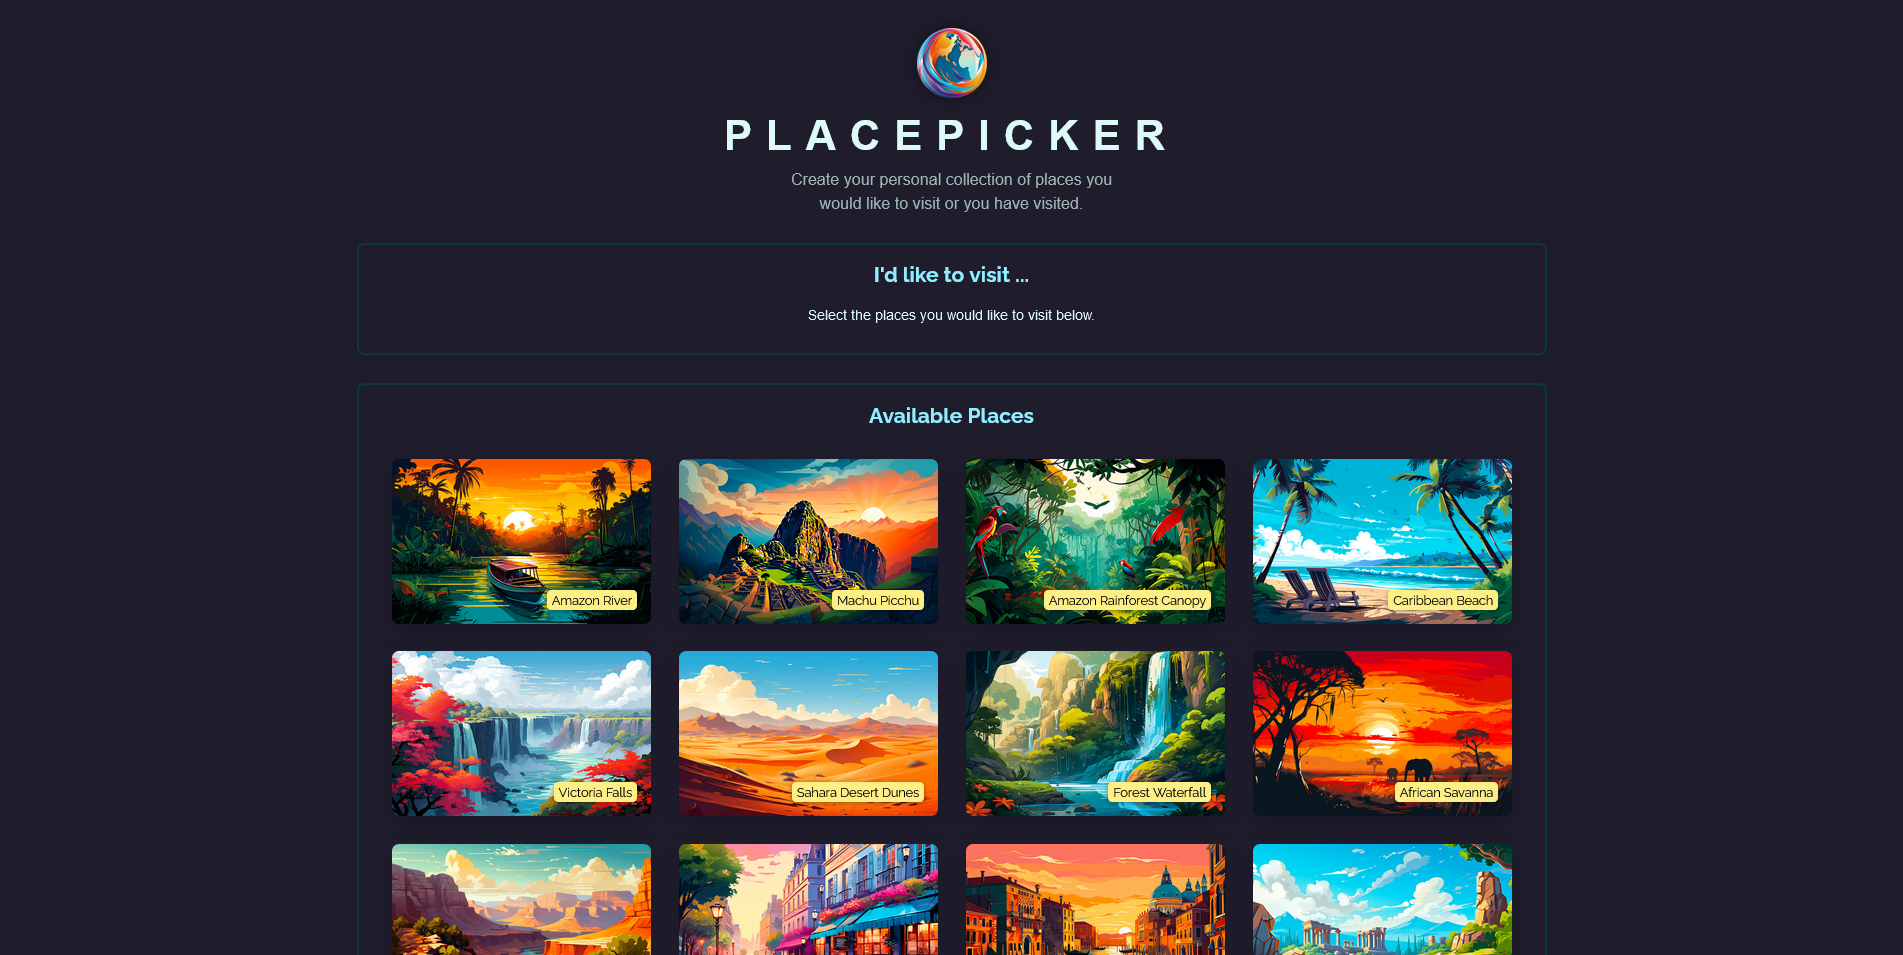 PLACEPICKER
Create your personal collection of places you
would like to visit or you have visited.
I'd like to visit ...
Select the places you would like to visit below.
Available Places
Amazon River
Machu Picchu
Amazon Rainforest Canopy
Caribbean Beach
Victoria Falls
Sahara Desert Dunes
Forest Waterfall
African Savanna